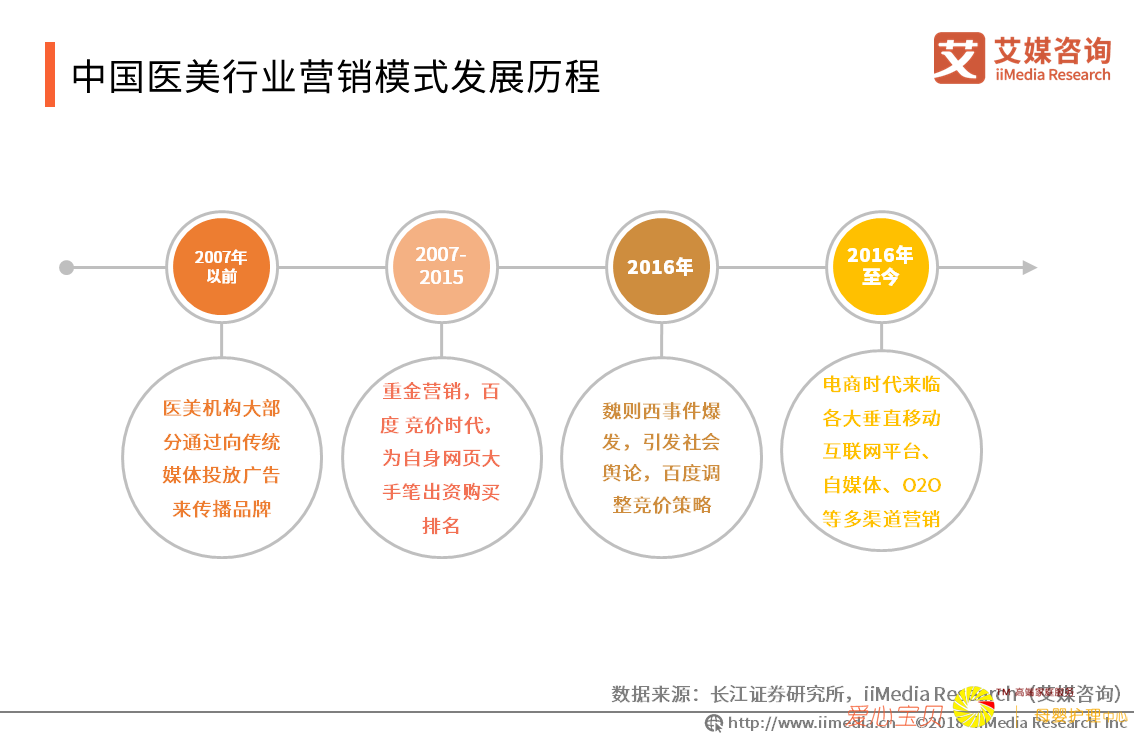 中国医美行业营销模式发展历程
艾媒咨询
iiMedia Research
2007年
以前
2007-
2015
2016年
2016年
至今
医美机构大部
分通过向传统
媒体投放广告
来传播品牌
重金营销，百
度 竞价时代，
为自身网页大
手笔出资购买
排名
魏则西事件爆
发，引发社会
舆论，百度调
整竞价策略
电商时代来临
各大垂直移动
互联网平台、
自媒体、O2O
等多渠道营销
数据来源：长江证券研究所，iiMedia Research（艾媒咨询）
http://www.iimedia.cn ©2018 iiMedia Research Inc
爱心宝贝
母婴护理中心